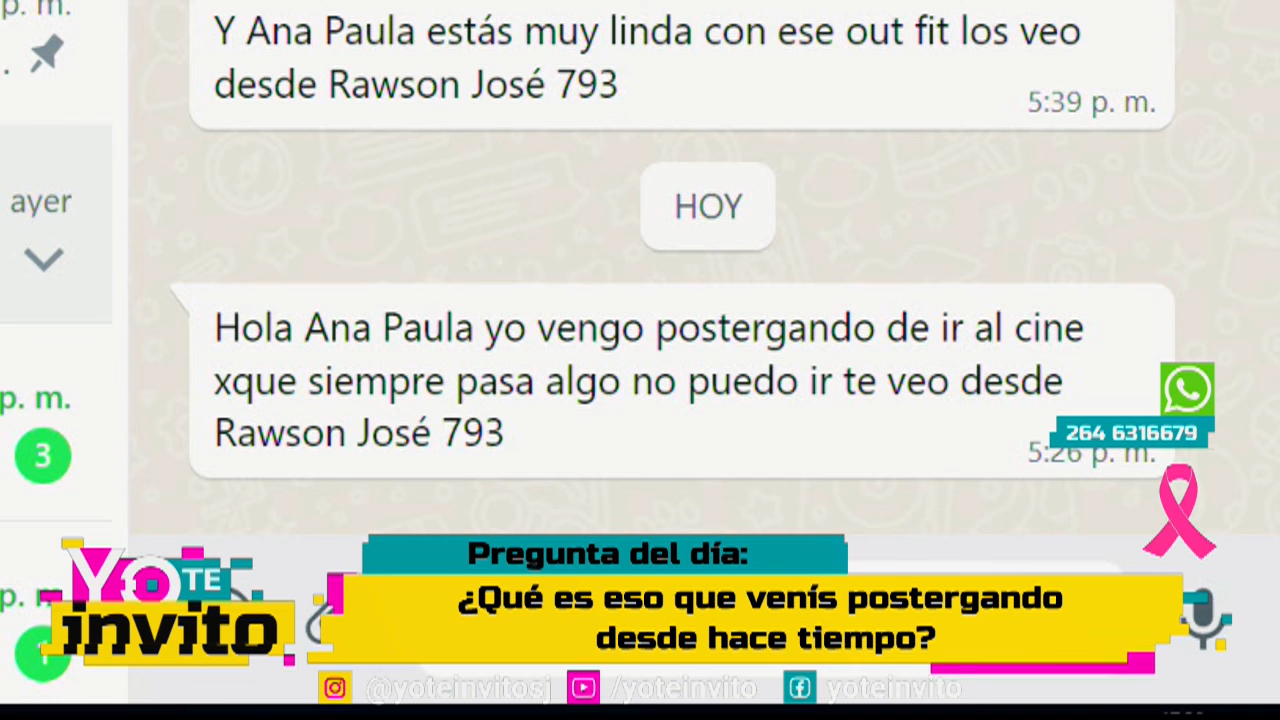 p. m.
Y Ana Paula estás muy linda con ese out fit los veo
desde Rawson José 793
5:39 p. m.
ayer
HOY
Hola Ana Paula yo vengo postergando de ir al cine
xque siempre pasa algo no puedo ir te veo desde
Rawson José 793
5:26 p. m.
p. m.
3
264 6316679
Pregunta del día:
¿Qué es eso que venís postergando
desde hace tiempo?
YO TE
invito
p. m.
1
@yoteinvitosj /yoteinvito yoteinvito